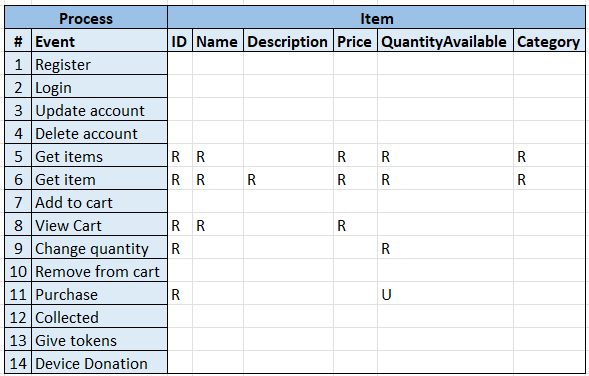 Process Item
# Event ID Name Description Price QuantityAvailable Category
1 Register
2 Login
3 Update account
4 Delete account
5 Get items R R R R R
6 Get item R R R R R R
7 Add to cart
8 View Cart R R R
9 Change quantity R R
10 Remove from cart
11 Purchase R U
12 Collected
13 Give tokens
14 Device Donation